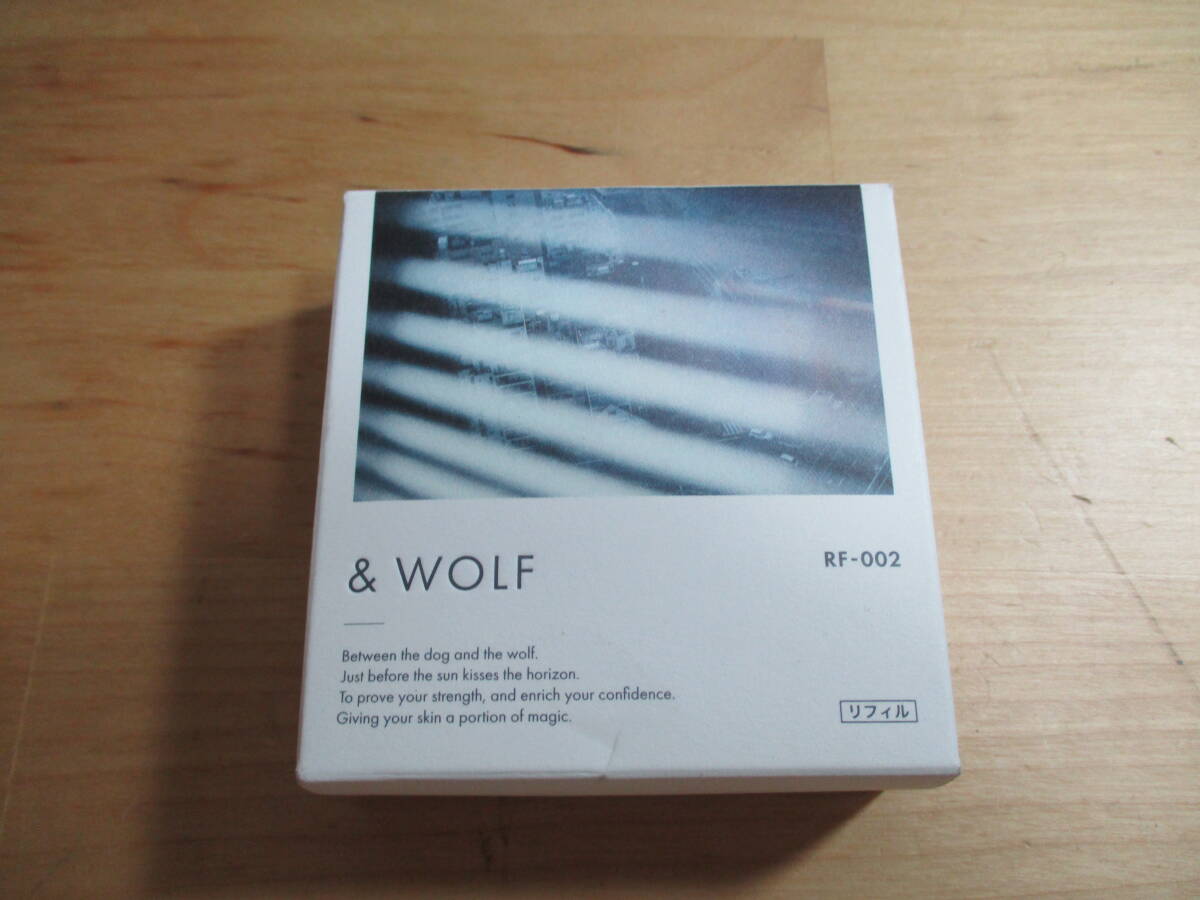 & WOLF
RF-002
Between the dog and the wolf.
Just before the sun kisses the horizon.
To prove your strength, and enrich your confidence.
Giving your skin a portion of magic.
リフィル